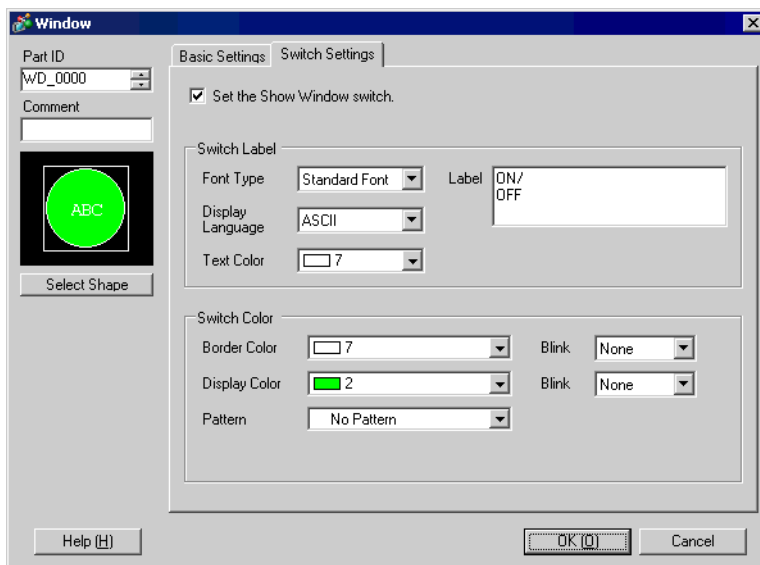 Window
Part ID
WD_0000
Comment
ABC
Select Shape
Basic Settings
Switch Settings
Set the Show Window switch.
Switch Label
Font Type
Standard Font
Label
ON/
OFF
Display
Language
ASCII
Text Color
7
Switch Color
Border Color
7
Blink
None
Display Color
2
Blink
None
Pattern
No Pattern
Help (H)
OK (O)
Cancel